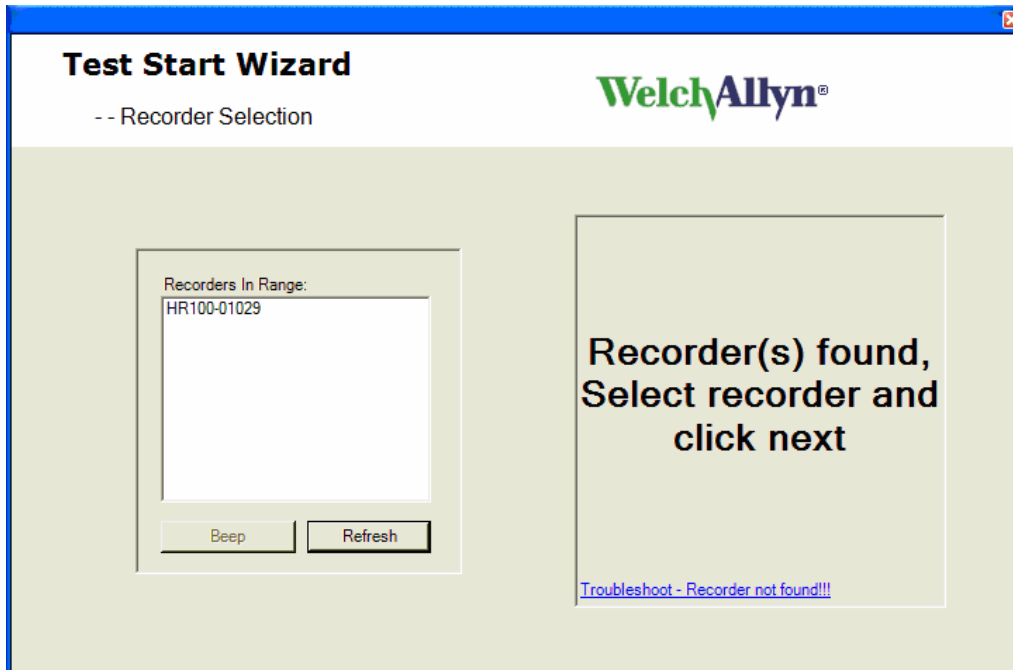 Test Start Wizard
- - Recorder Selection
WelchAllyn®
Recorders In Range:
HR100-01029
Beep
Refresh
Recorder(s) found,
Select recorder and
click next
Troubleshoot - Recorder not found!!!